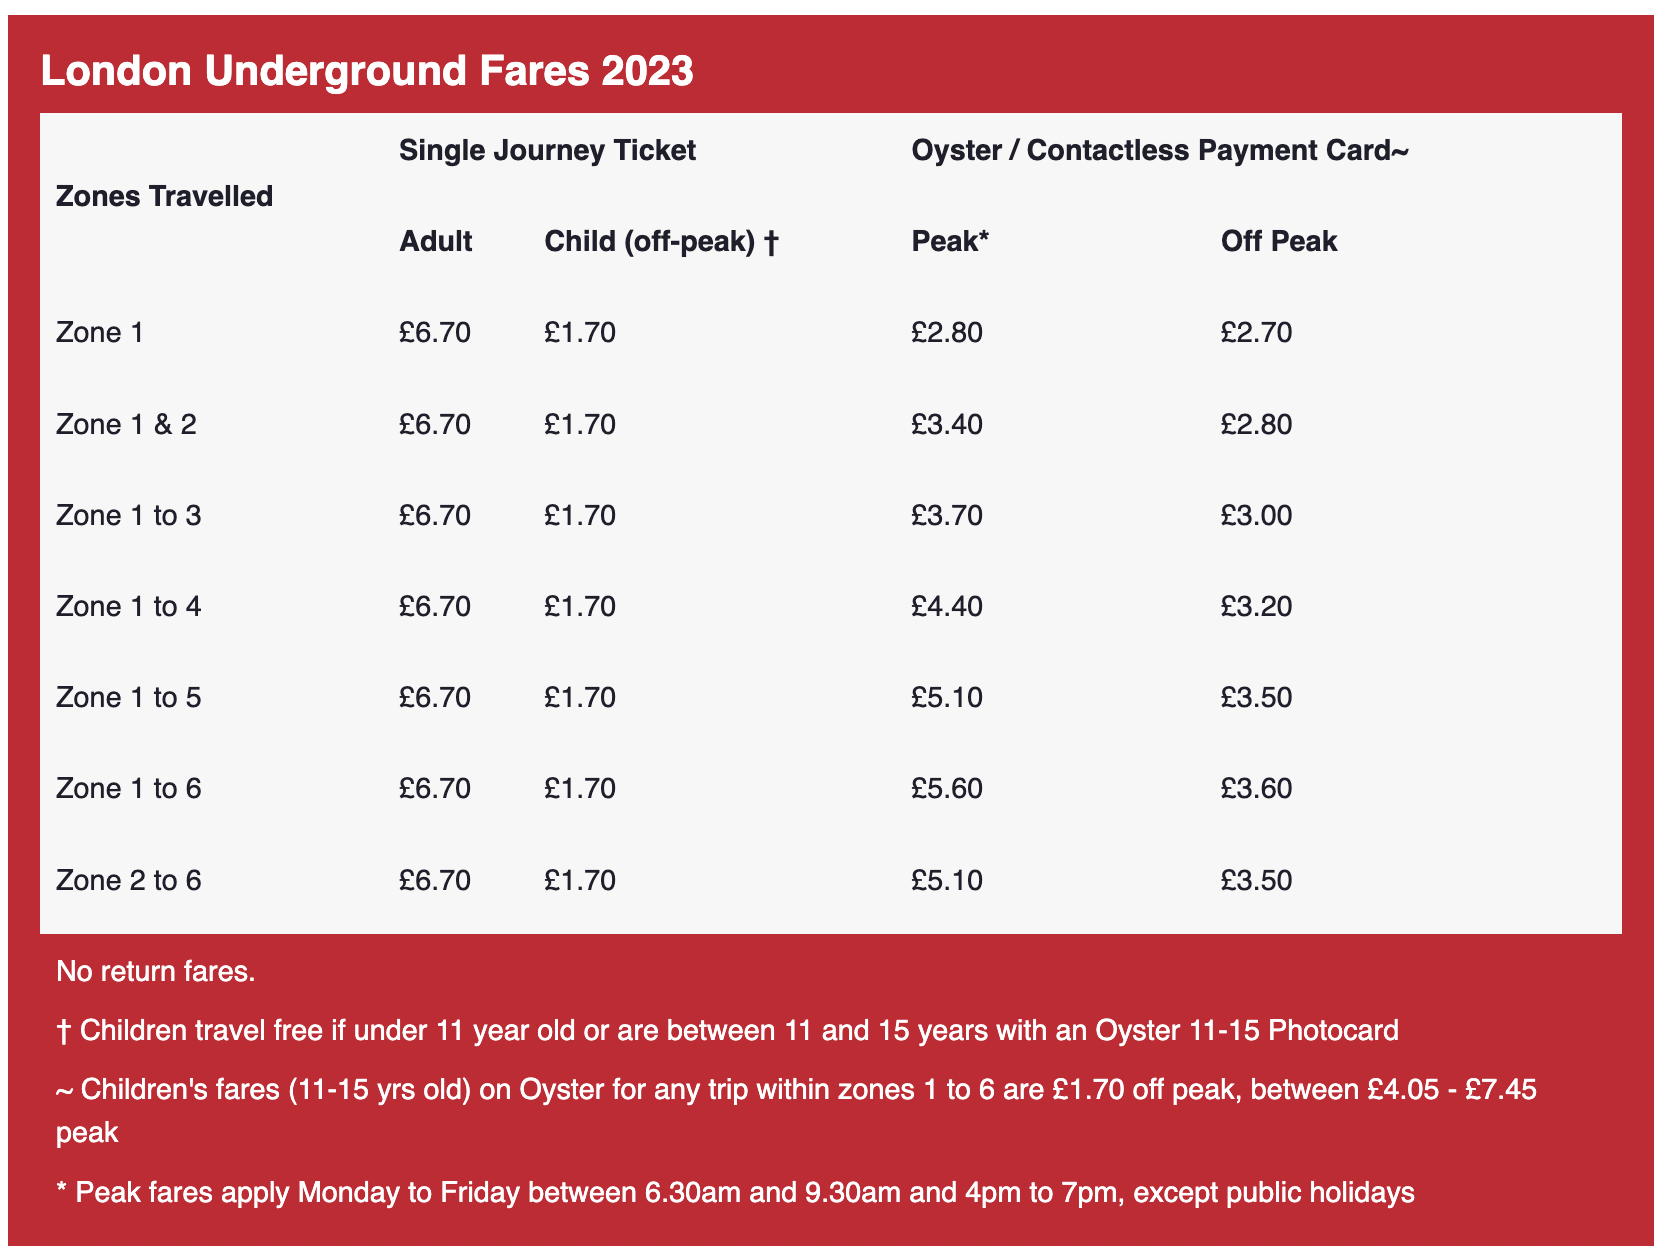 London Underground Fares 2023
Single Journey Ticket Oyster / Contactless Payment Card~
Zones Travelled
Adult Child (off-peak) † Peak* Off Peak
Zone 1 £6.70 £1.70 £2.80 £2.70
Zone 1 & 2 £6.70 £1.70 £3.40 £2.80
Zone 1 to 3 £6.70 £1.70 £3.70 £3.00
Zone 1 to 4 £6.70 £1.70 £4.40 £3.20
Zone 1 to 5 £6.70 £1.70 £5.10 £3.50
Zone 1 to 6 £6.70 £1.70 £5.60 £3.60
Zone 2 to 6 £6.70 £1.70 £5.10 £3.50
No return fares.
† Children travel free if under 11 year old or are between 11 and 15 years with an Oyster 11-15 Photocard
~ Children's fares (11-15 yrs old) on Oyster for any trip within zones 1 to 6 are £1.70 off peak, between £4.05 - £7.45
peak
* Peak fares apply Monday to Friday between 6.30am and 9.30am and 4pm to 7pm, except public holidays